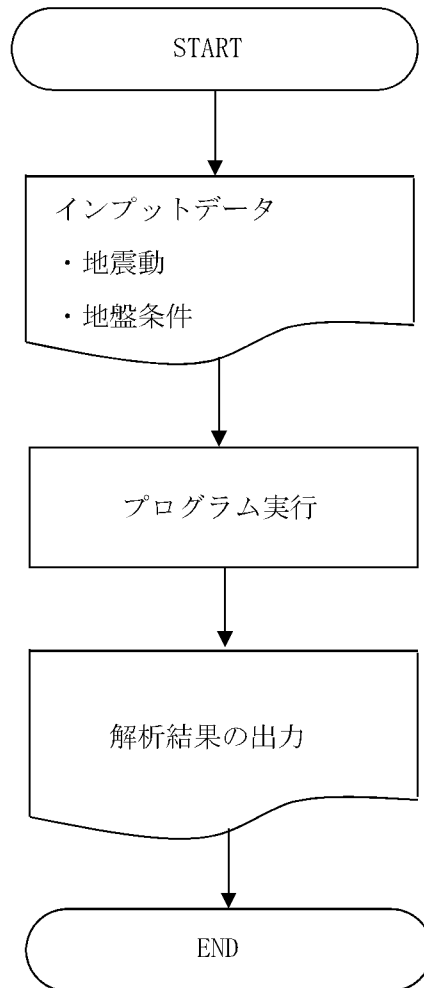 START
インプットデータ
・地震動
・地盤条件
プログラム実行
解析結果の出力
END